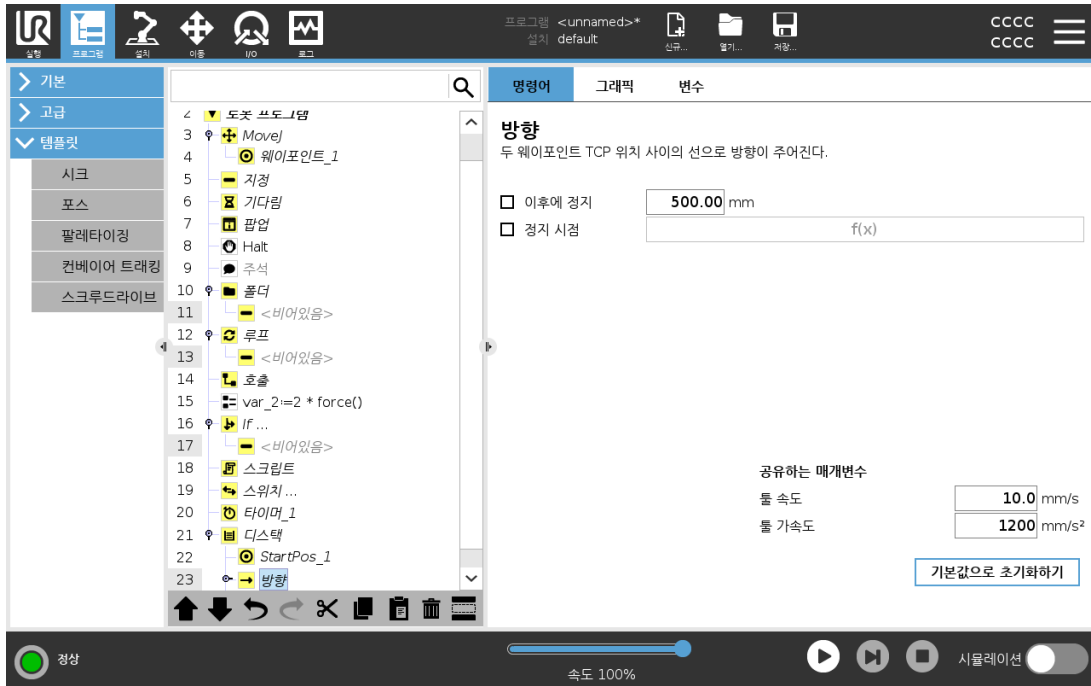 실행
프로그램
설치
이동
I/O
로그
프로그램 <unnamed>*
설치 default
신규...
열기...
저장...
CCCC
CCCC
기본
고급
템플릿
시크
포스
팔레타이징
컨베이어 트래킹
스크루드라이브
2 로봇 프로그램
3 MoveJ
4 웨이포인트_1
5 지정
6 기다림
7 팝업
8 Halt
9 주석
10 폴더
11 <비어있음>
12 루프
13 <비어있음>
14 호출
15 var_2:=2 * force()
16 If ...
17 <비어있음>
18 스크립트
19 스위치 ...
20 타이머_1
21 디스택
22 StartPos_1
23 방향
명령어 그래픽 변수
방향
두 웨이포인트 TCP 위치 사이의 선으로 방향이 주어진다.
이후에 정지 500.00 mm
정지 시점 f(x)
공유하는 매개변수
툴 속도 10.0 mm/s
툴 가속도 1200 mm/s²
기본값으로 초기화하기
정상
속도 100%
시뮬레이션